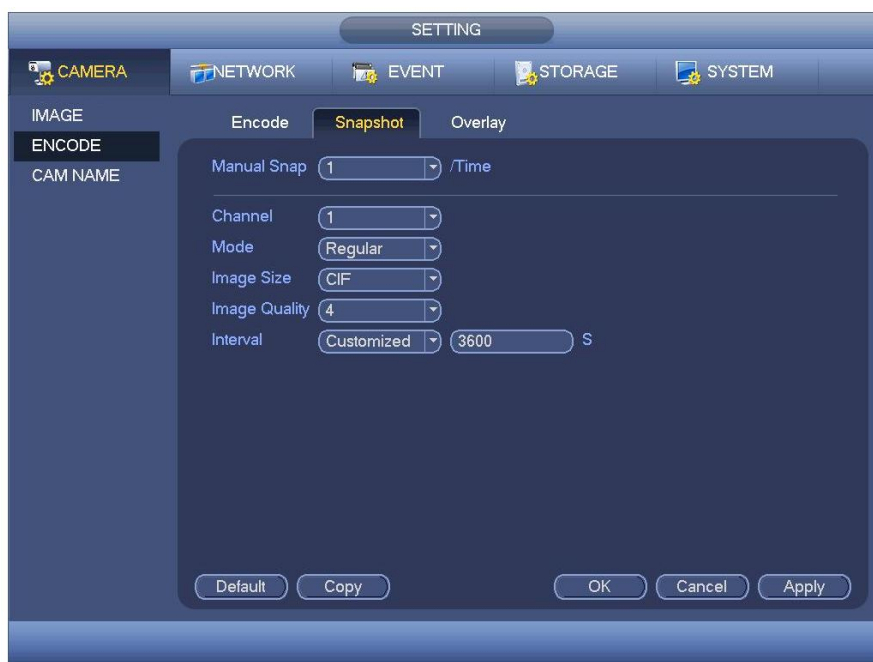 SETTING
CAMERA NETWORK EVENT STORAGE SYSTEM
IMAGE
ENCODE
CAM NAME
Encode Snapshot Overlay
Manual Snap 1 /Time
Channel 1
Mode Regular
Image Size CIF
Image Quality 4
Interval Customized 3600 S
Default Copy OK Cancel Apply